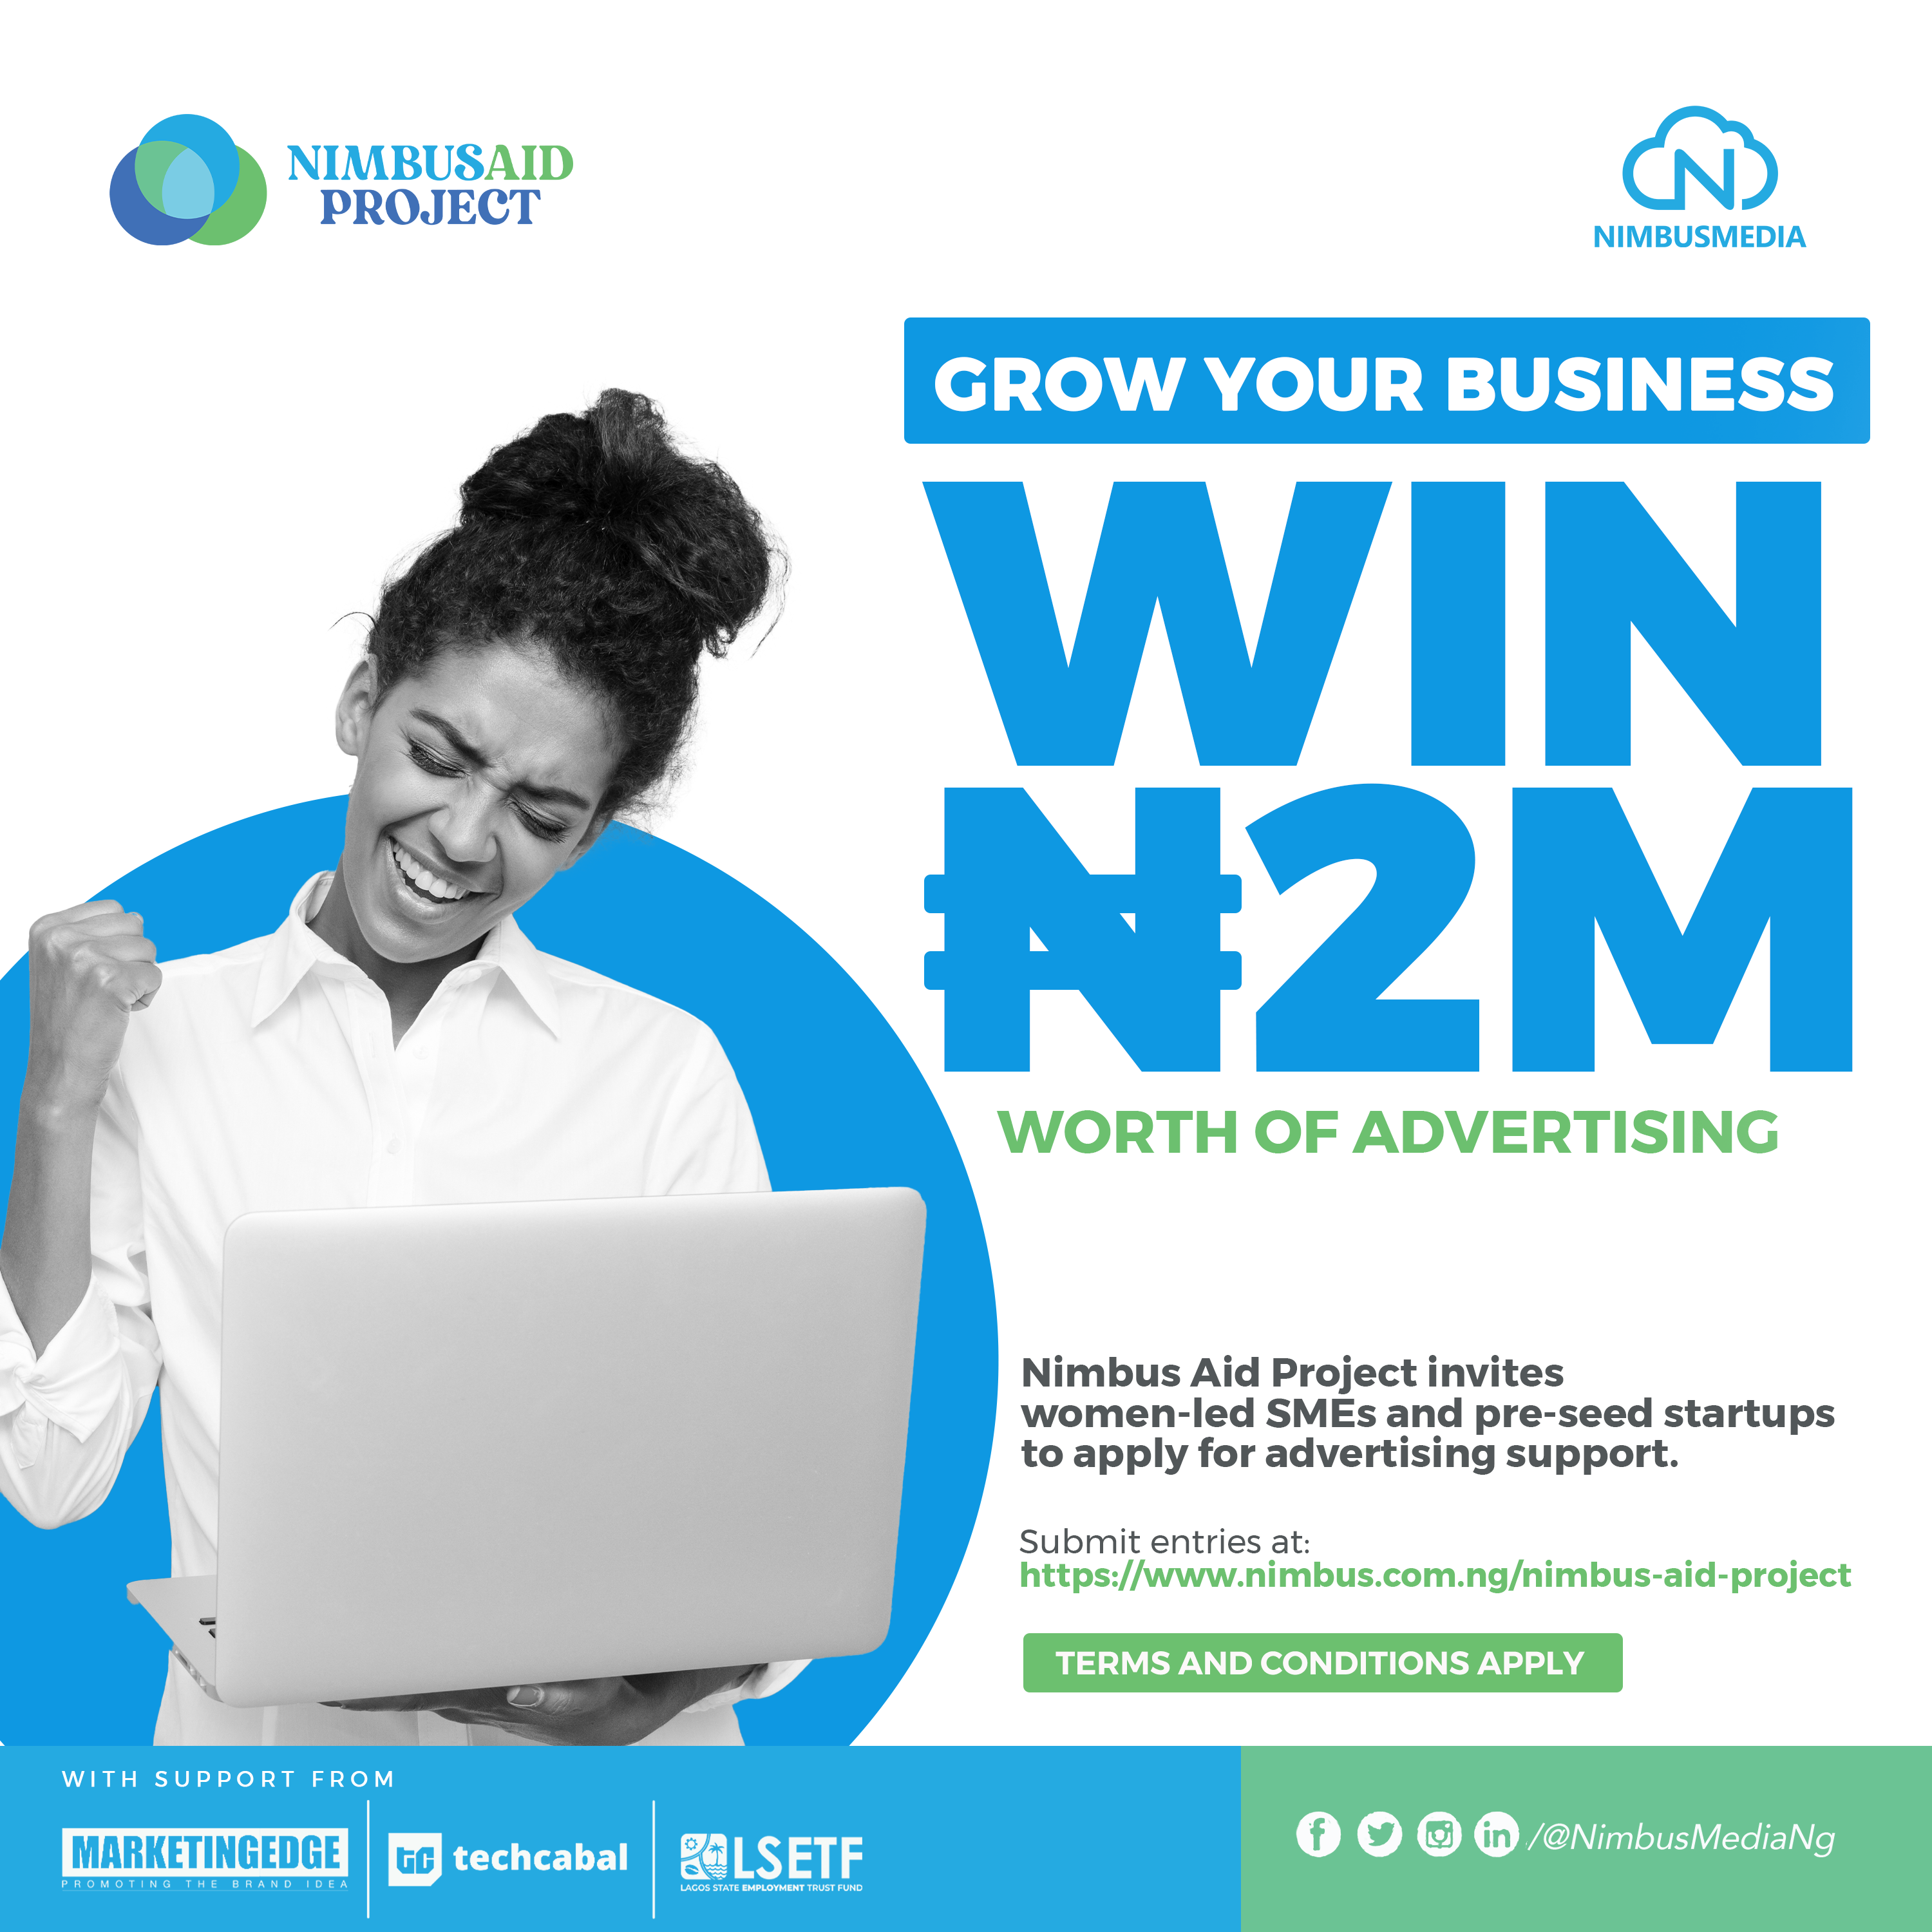 NIMBUSAID
PROJECT
N
NIMBUSMEDIA
GROW YOUR BUSINESS
WIN
₦2M
WORTH OF ADVERTISING
Nimbus Aid Project invites
women-led SMEs and pre-seed startups
to apply for advertising support.
Submit entries at:
https://www.nimbus.com.ng/nimbus-aid-project
TERMS AND CONDITIONS APPLY
WITH SUPPORT FROM
MARKETINGEDGE
PROMOTING THE BRAND IDEA
tc techcabal
LSETF
LAGOS STATE EMPLOYMENT TRUST FUND
/@NimbusMediaNg